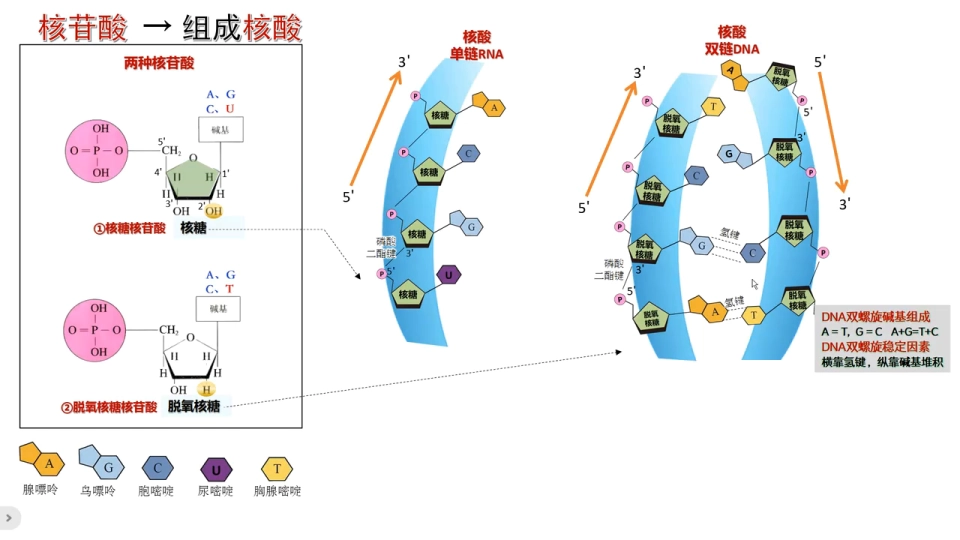 核苷酸 → 组成核酸
两种核苷酸
A、G
C、U
碱基
OH
O = P - O
OH
5'
CH2
O
4'
H
H
1'
H
H
3'
2'
OH
OH
①核糖核苷酸
核糖
A、G
C、T
碱基
OH
O = P - O
OH
CH2
O
H
H
H
H
OH
H
②脱氧核糖核苷酸
脱氧核糖
A
G
C
U
T
腺嘌呤
鸟嘌呤
胞嘧啶
尿嘧啶
胸腺嘧啶
核酸
单链RNA
3'
5'
P
核糖
A
P
核糖
C
P
核糖
G
磷酸
二酯键
3'
5'
P
核糖
U
核酸
双链DNA
3'
5'
P
脱氧
核糖
T
P
脱氧
核糖
C
P
脱氧
核糖
G
磷酸
二酯键
3'
5'
P
脱氧
核糖
A
氢键
氢键
A
脱氧
核糖
P
5'
5'
3'
G
脱氧
核糖
P
3'
C
脱氧
核糖
P
T
脱氧
核糖
DNA双螺旋碱基组成
A = T, G = C A+G=T+C
DNA双螺旋稳定因素
横靠氢键，纵靠碱基堆积